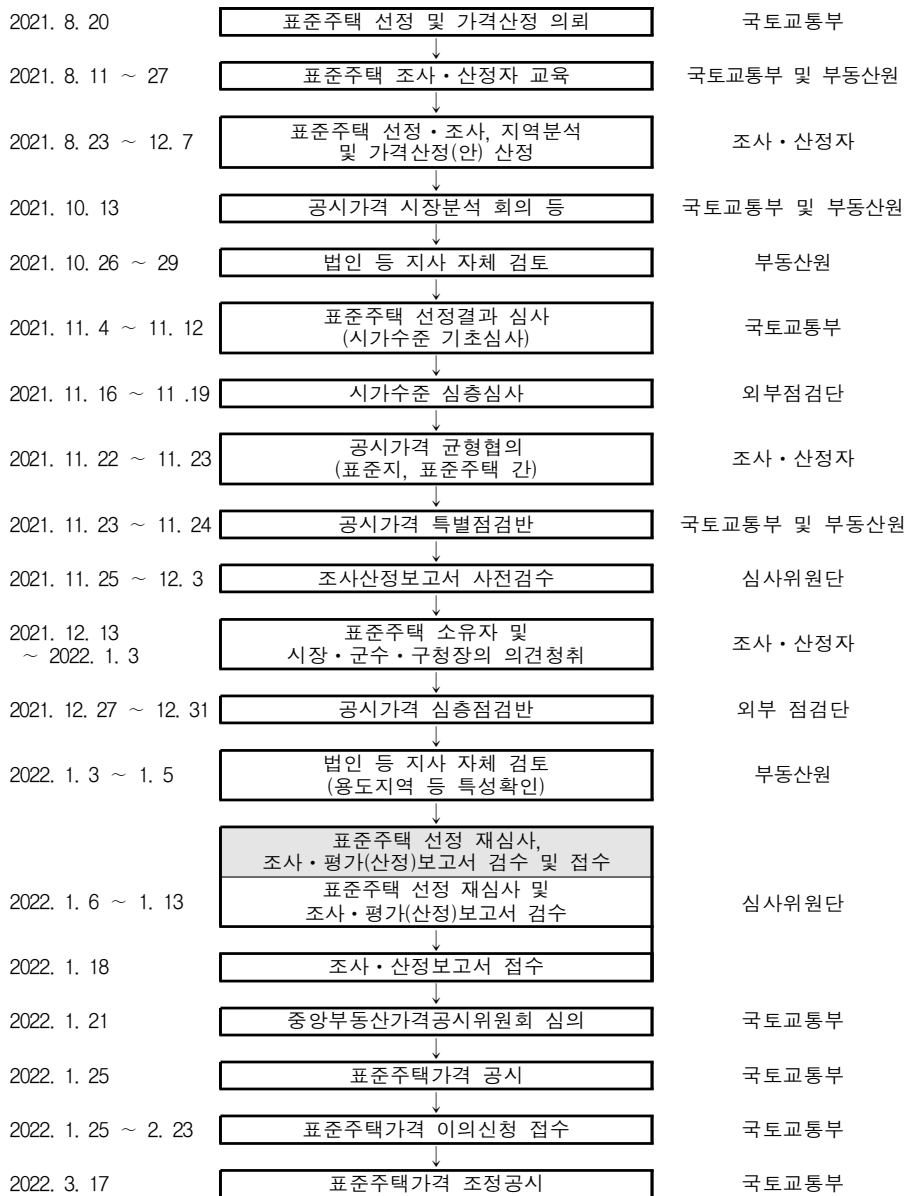 2021. 8. 20 표준주택 선정 및 가격산정 의뢰 국토교통부
↓
2021. 8. 11 ~ 27 표준주택 조사・산정자 교육 국토교통부 및 부동산원
↓
2021. 8. 23 ~ 12. 7 표준주택 선정・조사, 지역분석 조사・산정자
및 가격산정(안) 산정
↓
2021. 10. 13 공시가격 시장분석 회의 등 국토교통부 및 부동산원
↓
2021. 10. 26 ~ 29 법인 등 지사 자체 검토 부동산원
↓
2021. 11. 4 ~ 11. 12 표준주택 선정결과 심사 국토교통부
(시가수준 기초심사)
↓
2021. 11. 16 ~ 11 .19 시가수준 심층심사 외부점검단
↓
2021. 11. 22 ~ 11. 23 공시가격 균형협의 조사・산정자
(표준지, 표준주택 간)
↓
2021. 11. 23 ~ 11. 24 공시가격 특별점검반 국토교통부 및 부동산원
↓
2021. 11. 25 ~ 12. 3 조사산정보고서 사전검수 심사위원단
↓
2021. 12. 13 표준주택 소유자 및 조사・산정자
~ 2022. 1. 3 시장・군수・구청장의 의견청취
↓
2021. 12. 27 ~ 12. 31 공시가격 심층점검반 외부 점검단
↓
2022. 1. 3 ~ 1. 5 법인 등 지사 자체 검토 부동산원
(용도지역 등 특성확인)
↓
표준주택 선정 재심사,
조사・평가(산정)보고서 검수 및 접수
2022. 1. 6 ~ 1. 13 표준주택 선정 재심사 및 심사위원단
조사・평가(산정)보고서 검수
↓
2022. 1. 18 조사・산정보고서 접수
↓
2022. 1. 21 중앙부동산가격공시위원회 심의 국토교통부
↓
2022. 1. 25 표준주택가격 공시 국토교통부
↓
2022. 1. 25 ~ 2. 23 표준주택가격 이의신청 접수 국토교통부
↓
2022. 3. 17 표준주택가격 조정공시 국토교통부